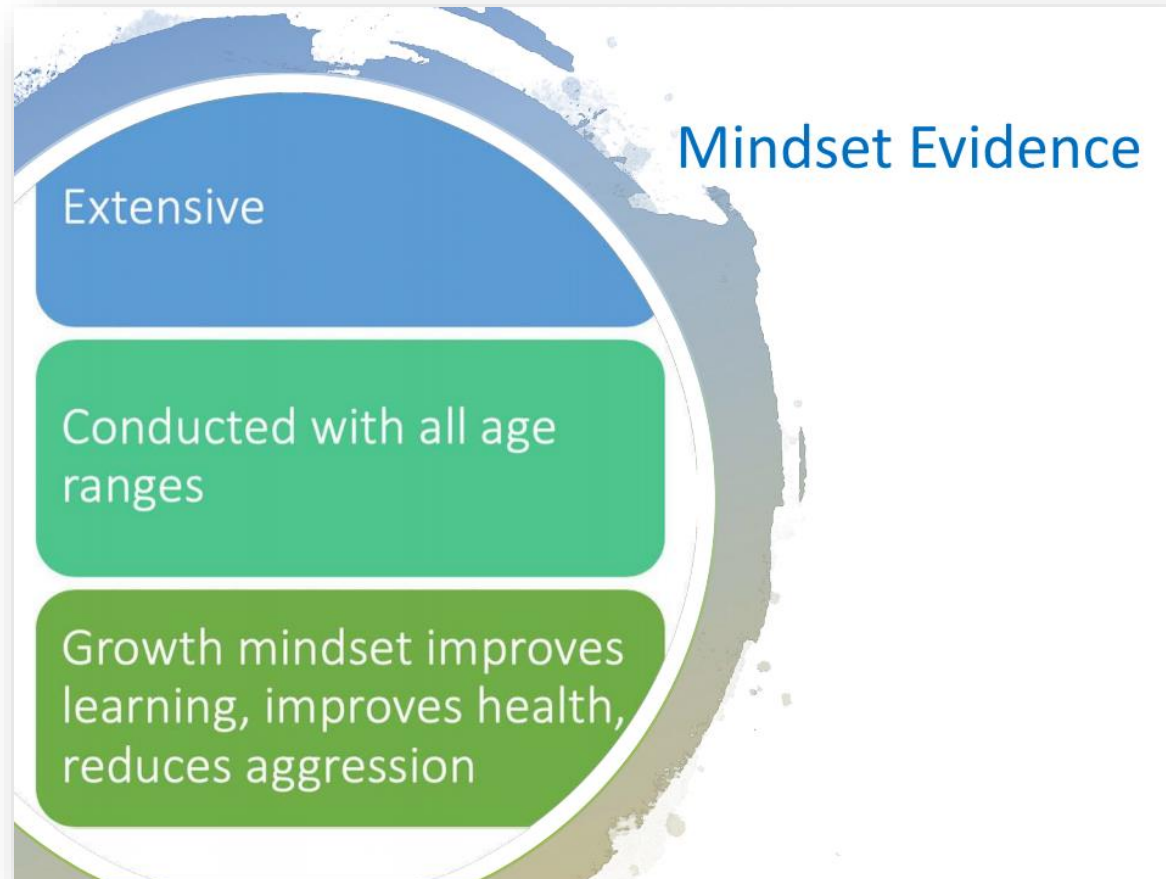 Mindset Evidence
Extensive
Conducted with all age
ranges
Growth mindset improves
learning, improves health,
reduces aggression